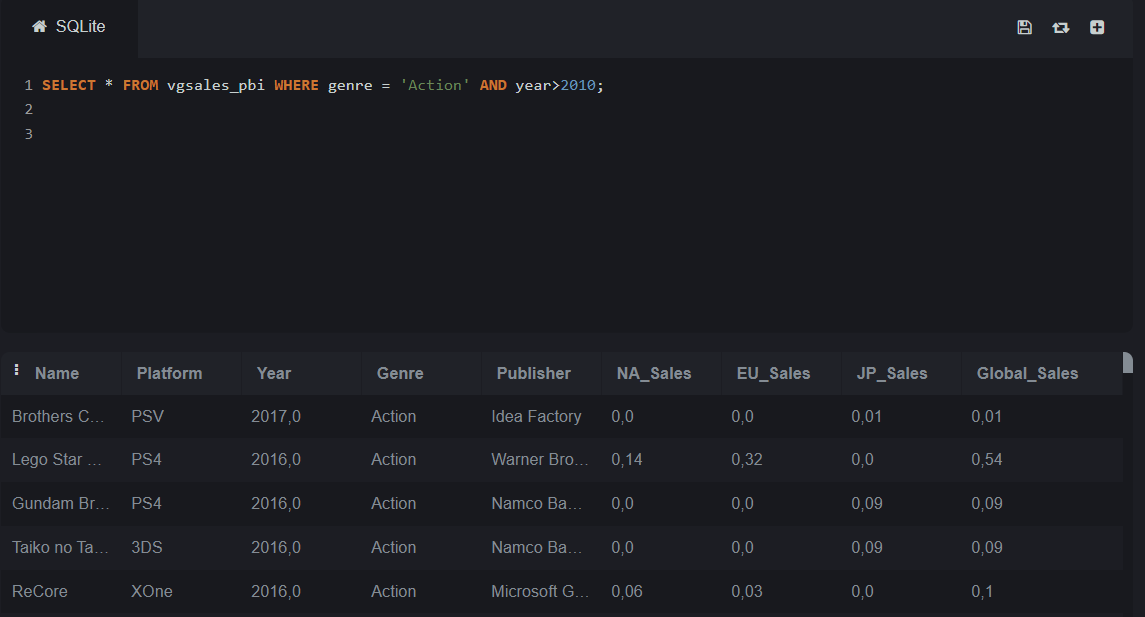 SQLite
1 SELECT * FROM vgsales_pbi WHERE genre = 'Action' AND year>2010;
2
3
Name Platform Year Genre Publisher NA_Sales EU_Sales JP_Sales Global_Sales
Brothers C... PSV 2017,0 Action Idea Factory 0,0 0,0 0,01 0,01
Lego Star ... PS4 2016,0 Action Warner Bro... 0,14 0,32 0,0 0,54
Gundam Br... PS4 2016,0 Action Namco Ba... 0,0 0,0 0,09 0,09
Taiko no Ta... 3DS 2016,0 Action Namco Ba... 0,0 0,0 0,09 0,09
ReCore XOne 2016,0 Action Microsoft G... 0,06 0,03 0,0 0,1